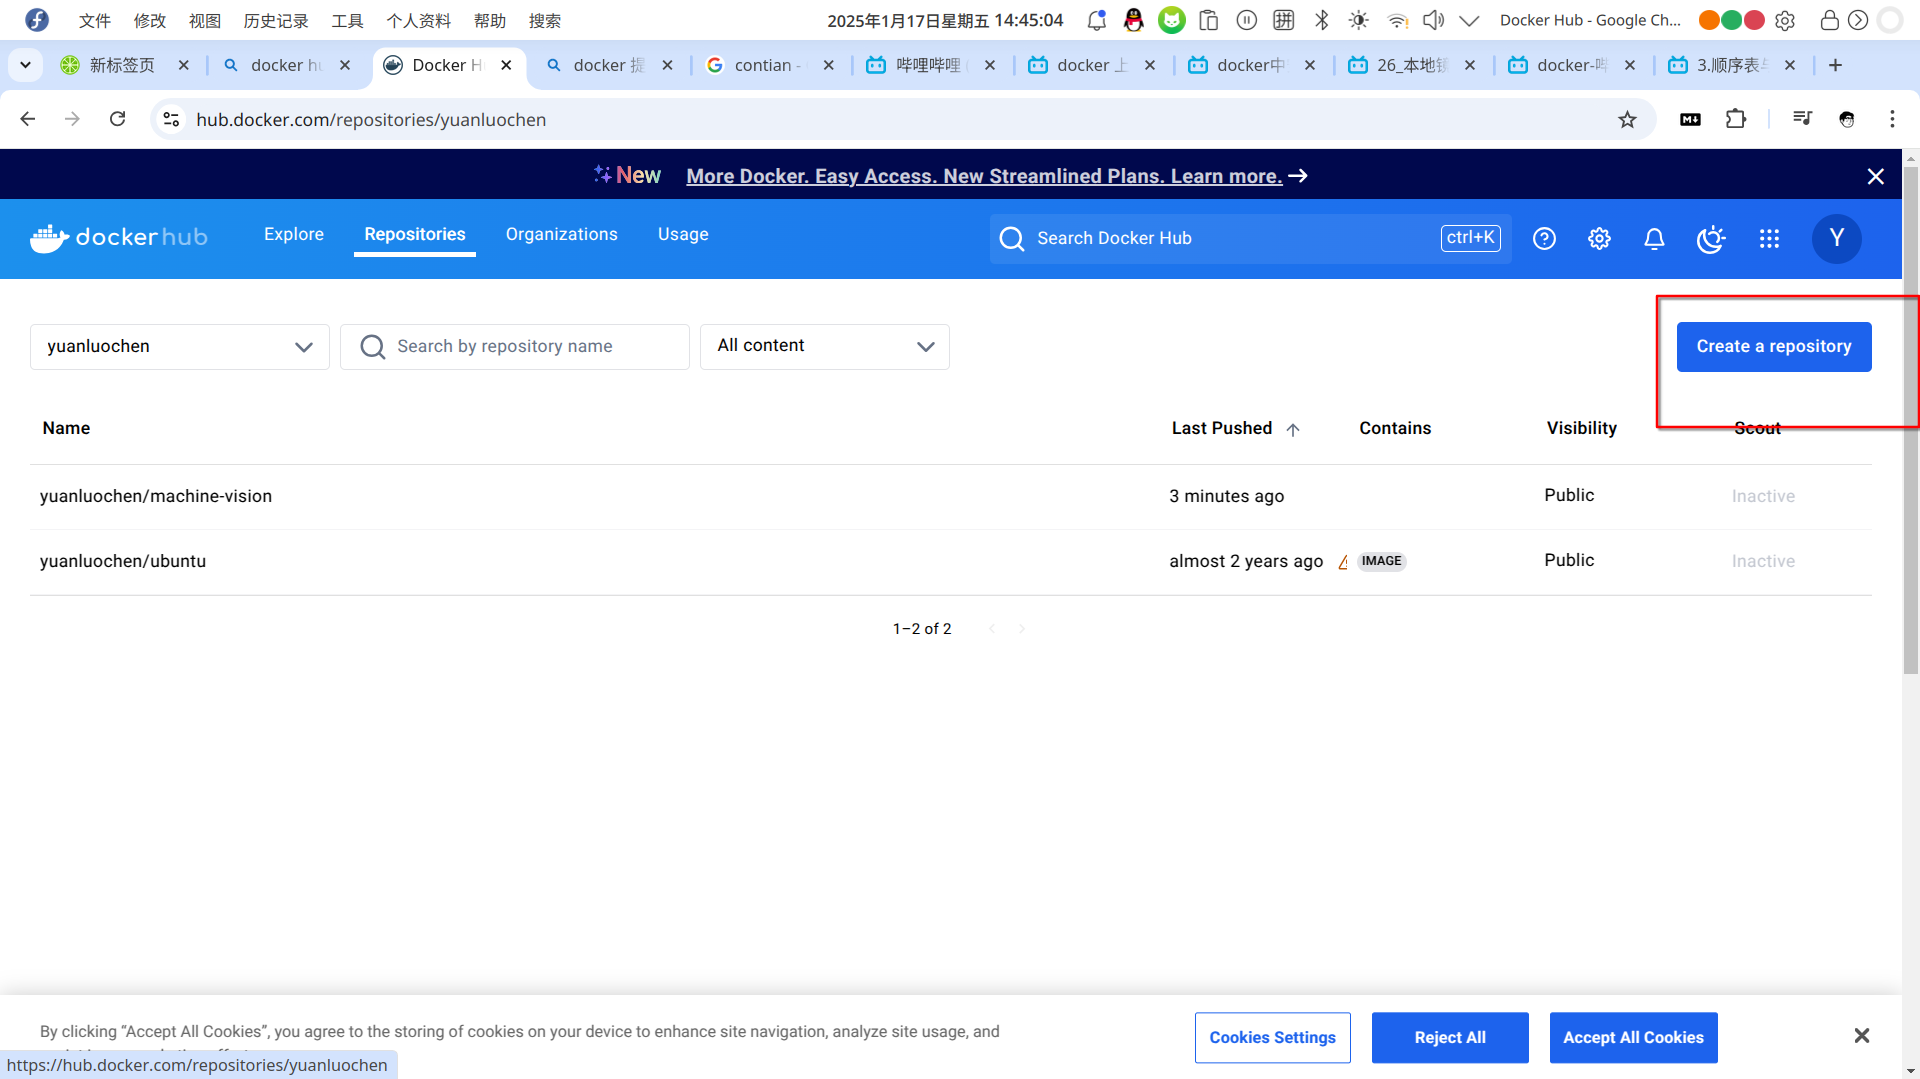 文件 修改 视图 历史记录 工具 个人资料 帮助 搜索 2025年1月17日星期五 14:45:04 拼 Docker Hub - Google Ch...
新标签页 docker hu Docker H docker 提 contian - 哔哩哔哩 ( docker 上 docker中 26_本地镜 docker-哔 3.顺序表
hub.docker.com/repositories/yuanluochen
New More Docker. Easy Access. New Streamlined Plans. Learn more.
docker hub Explore Repositories Organizations Usage Search Docker Hub ctrl+K Y
yuanluochen Search by repository name All content Create a repository
Name Last Pushed Contains Visibility Scout
yuanluochen/machine-vision 3 minutes ago Public Inactive
yuanluochen/ubuntu almost 2 years ago IMAGE Public Inactive
1–2 of 2
By clicking “Accept All Cookies”, you agree to the storing of cookies on your device to enhance site navigation, analyze site usage, and
Cookies Settings Reject All Accept All Cookies
https://hub.docker.com/repositories/yuanluochen